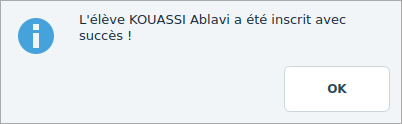 L'élève KOUASSI Ablavi a été inscrit avec
succès !
OK